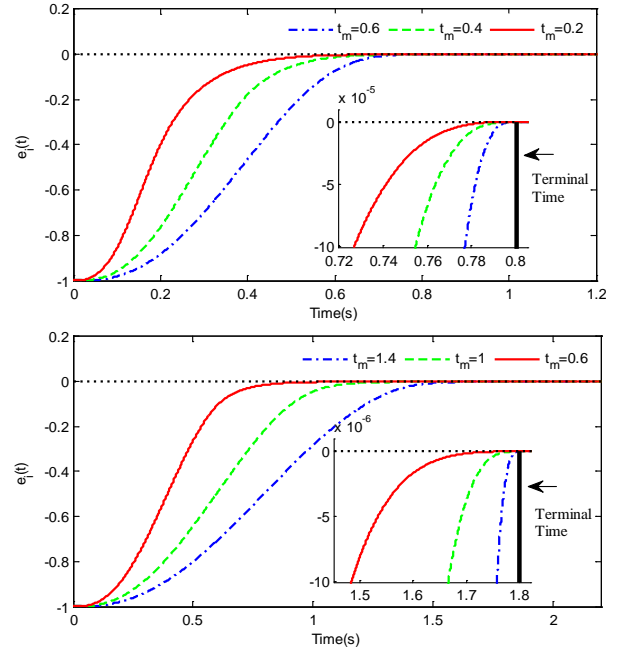 0.2
t_m=0.6 t_m=0.4 t_m=0.2
0
x 10^-5
0
-0.2
Terminal
Time
-0.4
-5
e_i(t)
-0.6
-0.8
-10
0.72 0.74 0.76 0.78 0.8
-1
0 0.2 0.4 0.6 0.8 1 1.2
Time(s)
0.2
t_m=1.4 t_m=1 t_m=0.6
0
x 10^-6
0
-0.2
-0.4
-5
Terminal
Time
e_i(t)
-0.6
-0.8
-10
1.5 1.6 1.7 1.8
-1
0 0.5 1 1.5 2
Time(s)